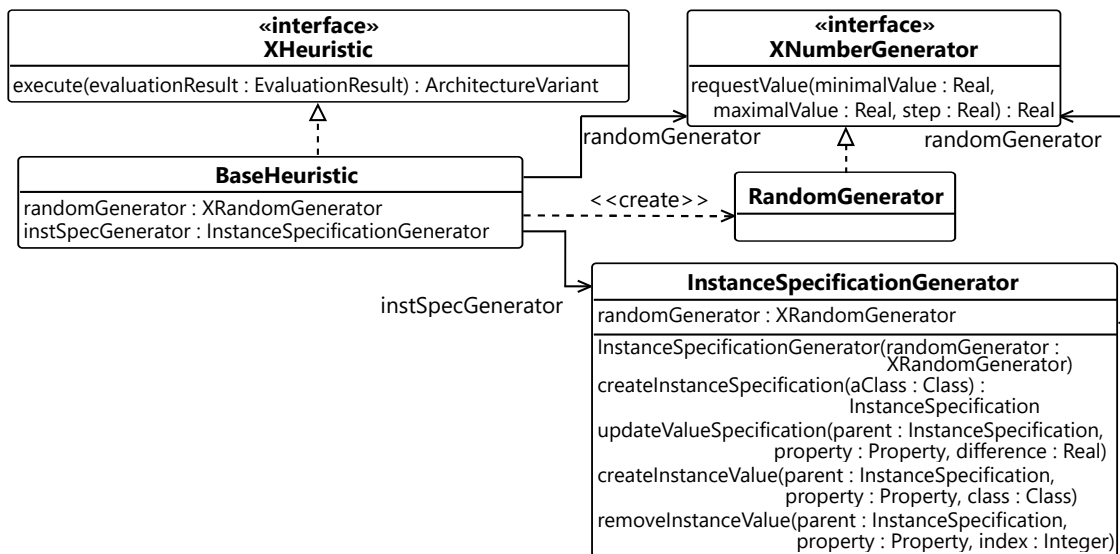 «interface»
XHeuristic
execute(evaluationResult : EvaluationResult) : ArchitectureVariant
«interface»
XNumberGenerator
requestValue(minimalValue : Real,
maximalValue : Real, step : Real) : Real
randomGenerator
randomGenerator
BaseHeuristic
randomGenerator : XRandomGenerator
instSpecGenerator : InstanceSpecificationGenerator
<<create>>
RandomGenerator
instSpecGenerator
InstanceSpecificationGenerator
randomGenerator : XRandomGenerator
InstanceSpecificationGenerator(randomGenerator :
XRandomGenerator)
createInstanceSpecification(aClass : Class) :
InstanceSpecification
updateValueSpecification(parent : InstanceSpecification,
property : Property, difference : Real)
createInstanceValue(parent : InstanceSpecification,
property : Property, class : Class)
removeInstanceValue(parent : InstanceSpecification,
property : Property, index : Integer)